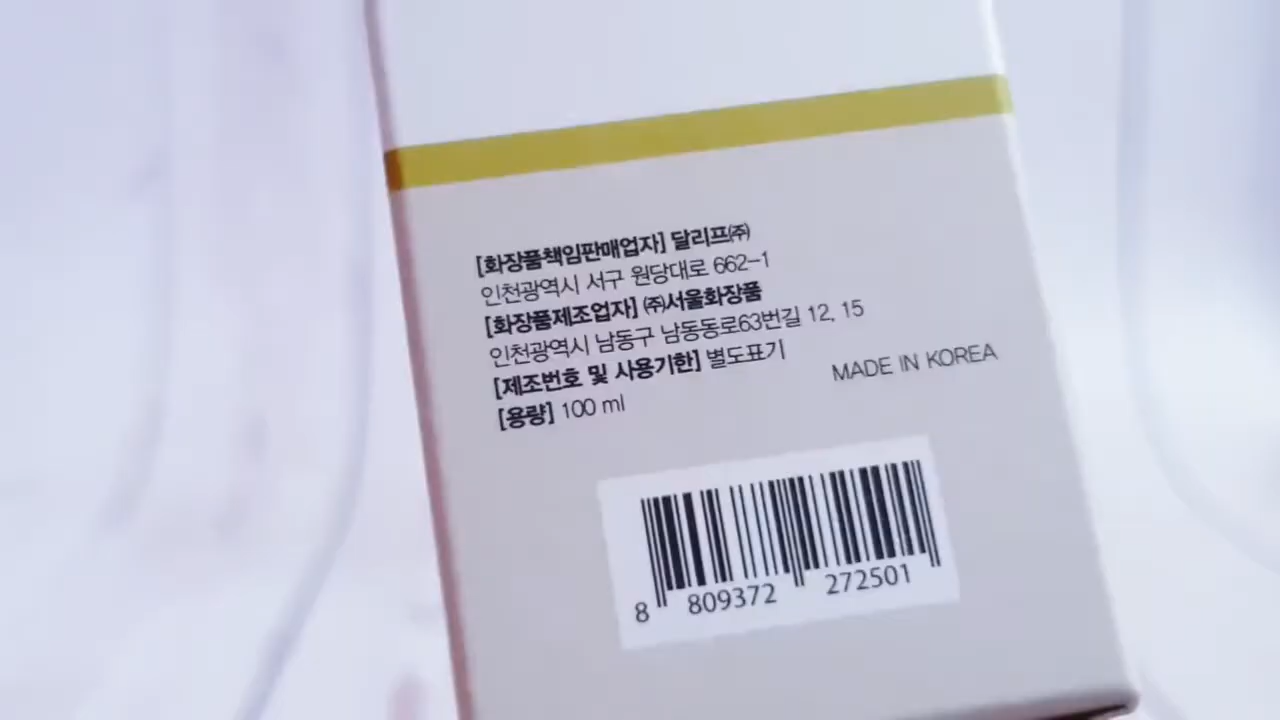 [화장품책임판매업자] 달리프㈜
인천광역시 서구 원당대로 662-1
[화장품제조업자] ㈜서울화장품
인천광역시 남동구 남동동로63번길 12, 15
[제조번호 및 사용기한] 별도표기
MADE IN KOREA
[용량] 100 ml
8 809372 272501